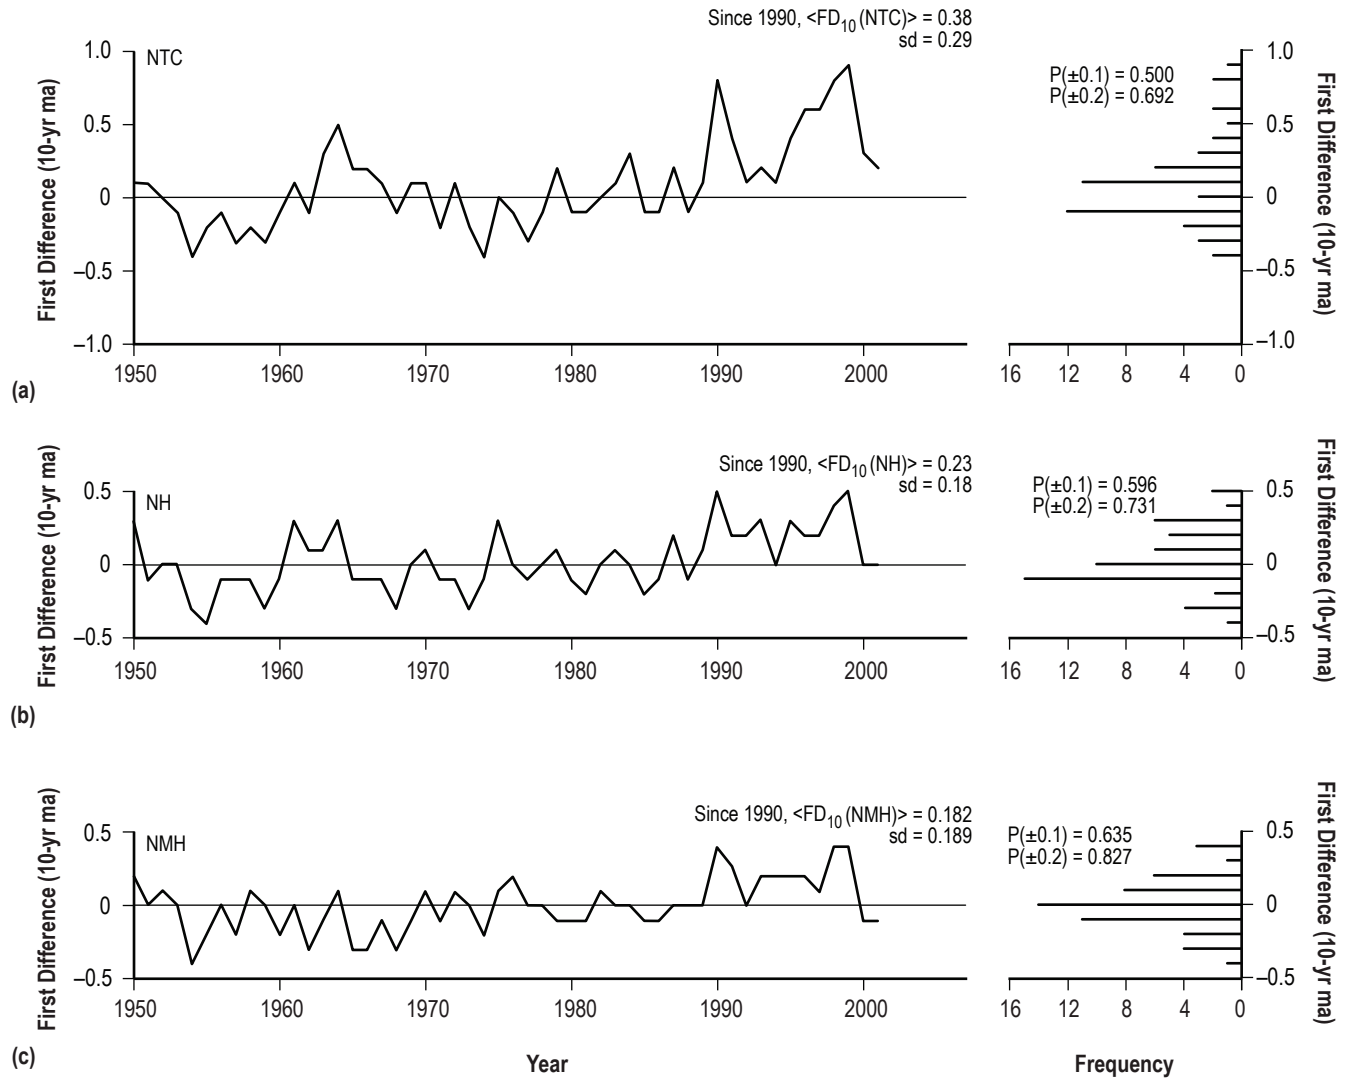 Since 1990, <FD10 (NTC)> = 0.38
sd = 0.29
NTC
P(±0.1) = 0.500
P(±0.2) = 0.692
First Difference (10-yr ma)
1.0
0.5
0
–0.5
–1.0
1950 1960 1970 1980 1990 2000
1.0
0.5
0
–0.5
–1.0
16 12 8 4 0
First Difference (10-yr ma)
(a)
Since 1990, <FD10 (NH)> = 0.23
sd = 0.18
NH
P(±0.1) = 0.596
P(±0.2) = 0.731
First Difference (10-yr ma)
0.5
0
–0.5
1950 1960 1970 1980 1990 2000
0.5
0
–0.5
16 12 8 4 0
First Difference (10-yr ma)
(b)
Since 1990, <FD10 (NMH)> = 0.182
sd = 0.189
NMH
P(±0.1) = 0.635
P(±0.2) = 0.827
First Difference (10-yr ma)
0.5
0
–0.5
1950 1960 1970 1980 1990 2000
0.5
0
–0.5
16 12 8 4 0
First Difference (10-yr ma)
(c)
Year
Frequency